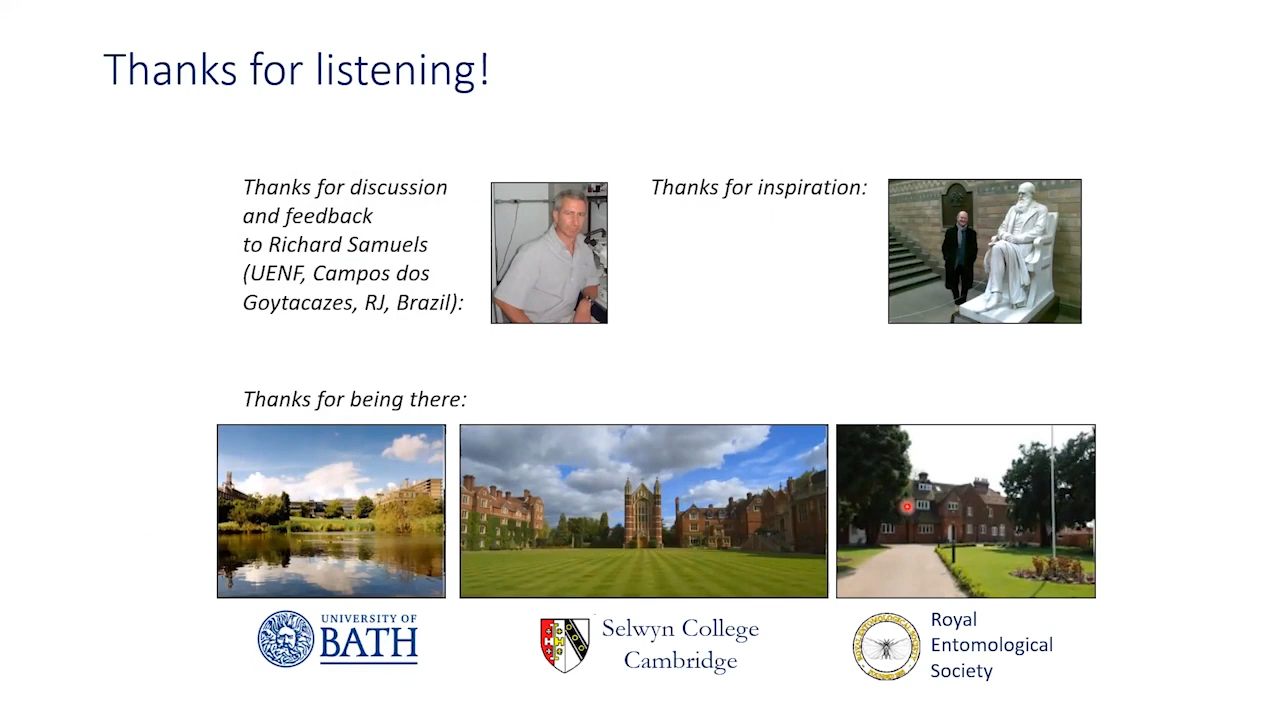 Thanks for listening!
Thanks for discussion
and feedback
to Richard Samuels
(UENF, Campos dos
Goytacazes, RJ, Brazil):
Thanks for inspiration:
Thanks for being there:
UNIVERSITY OF
BATH
Selwyn College
Cambridge
Royal
Entomological
Society